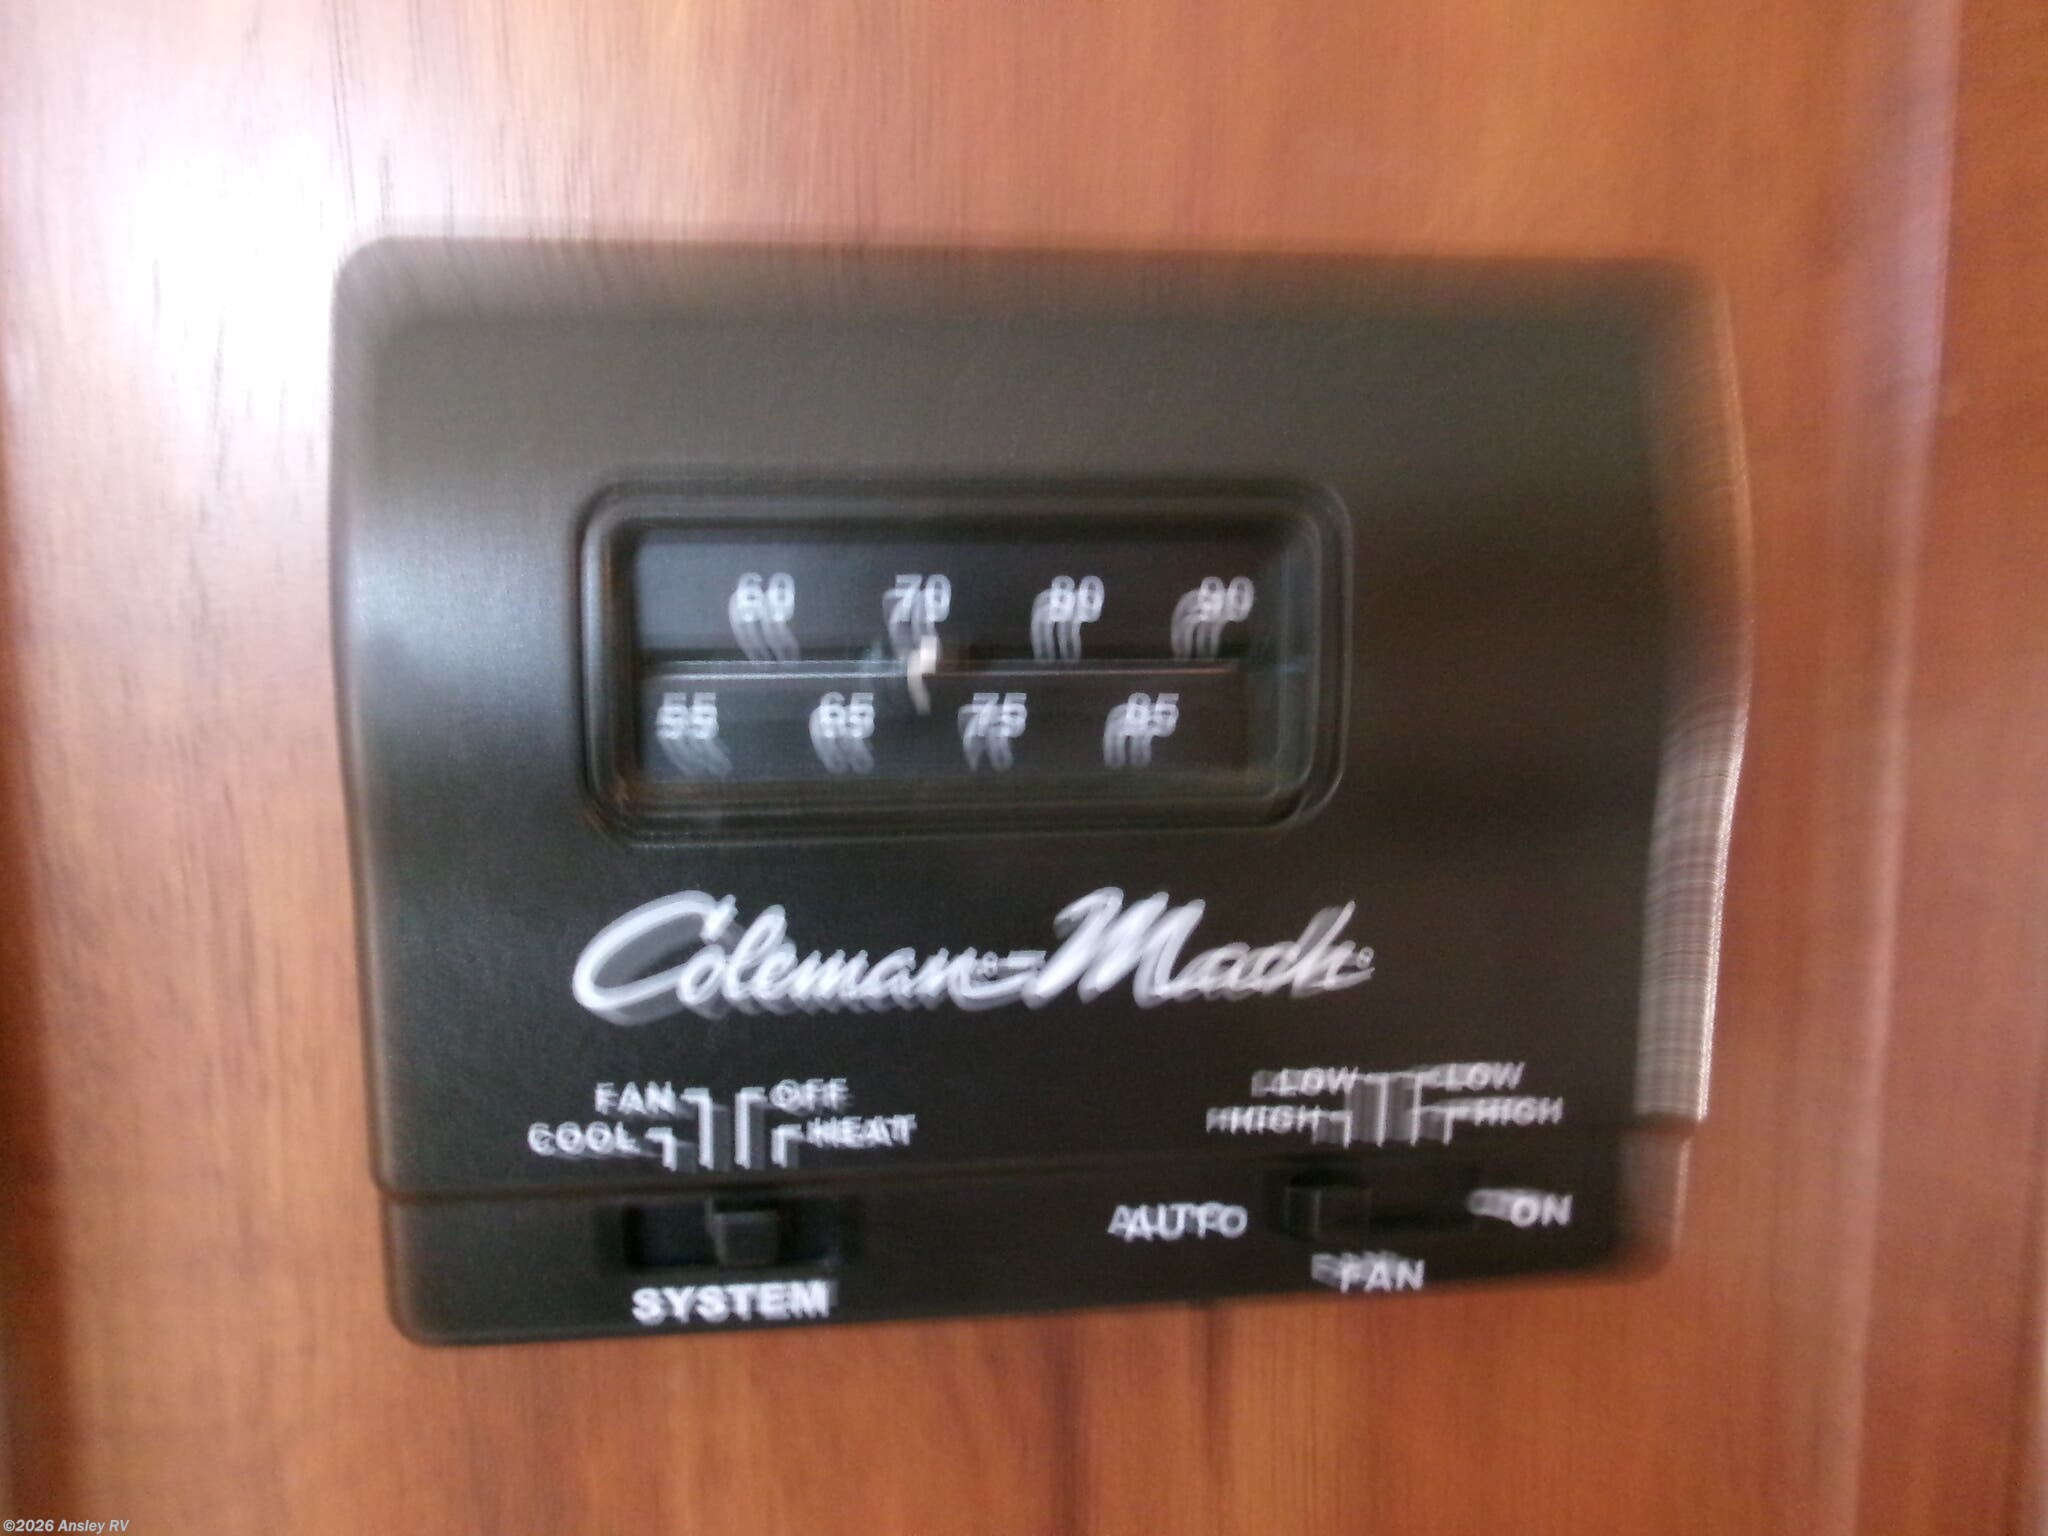 60 70 80 90
55 65 75 85
Coleman®-Mach®
FAN OFF
COOL HEAT
LOW LOW
HIGH HIGH
AUTO ON
FAN
SYSTEM
©2026 Ansley RV